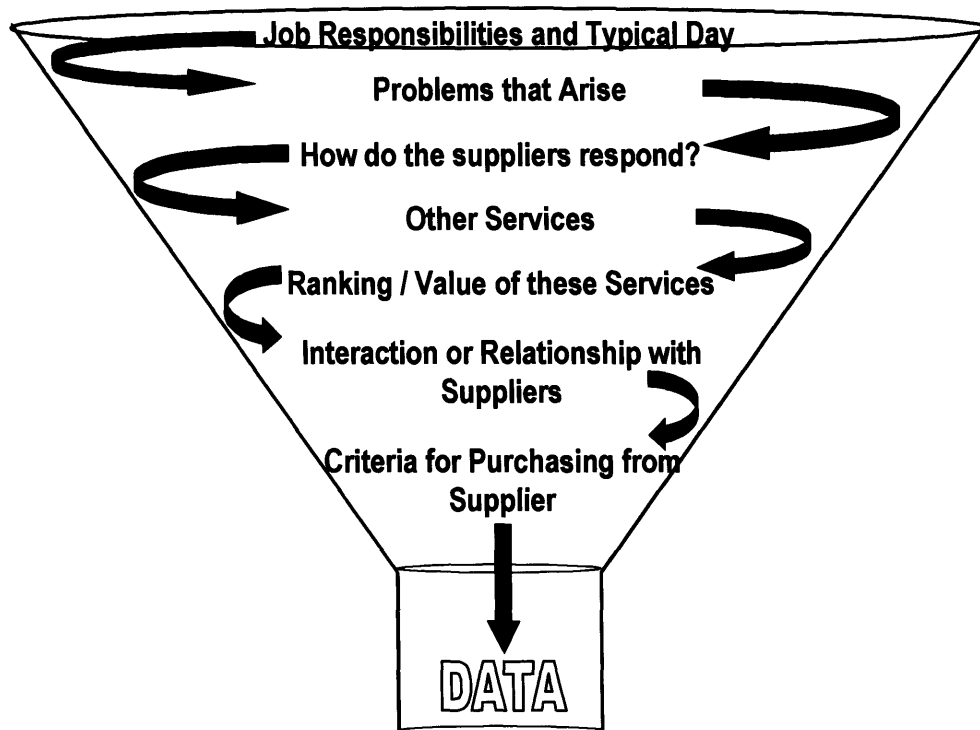 Job Responsibilities and Typical Day
Problems that Arise
How do the suppliers respond?
Other Services
Ranking / Value of these Services
Interaction or Relationship with
Suppliers
Criteria for Purchasing from
Supplier
DATA